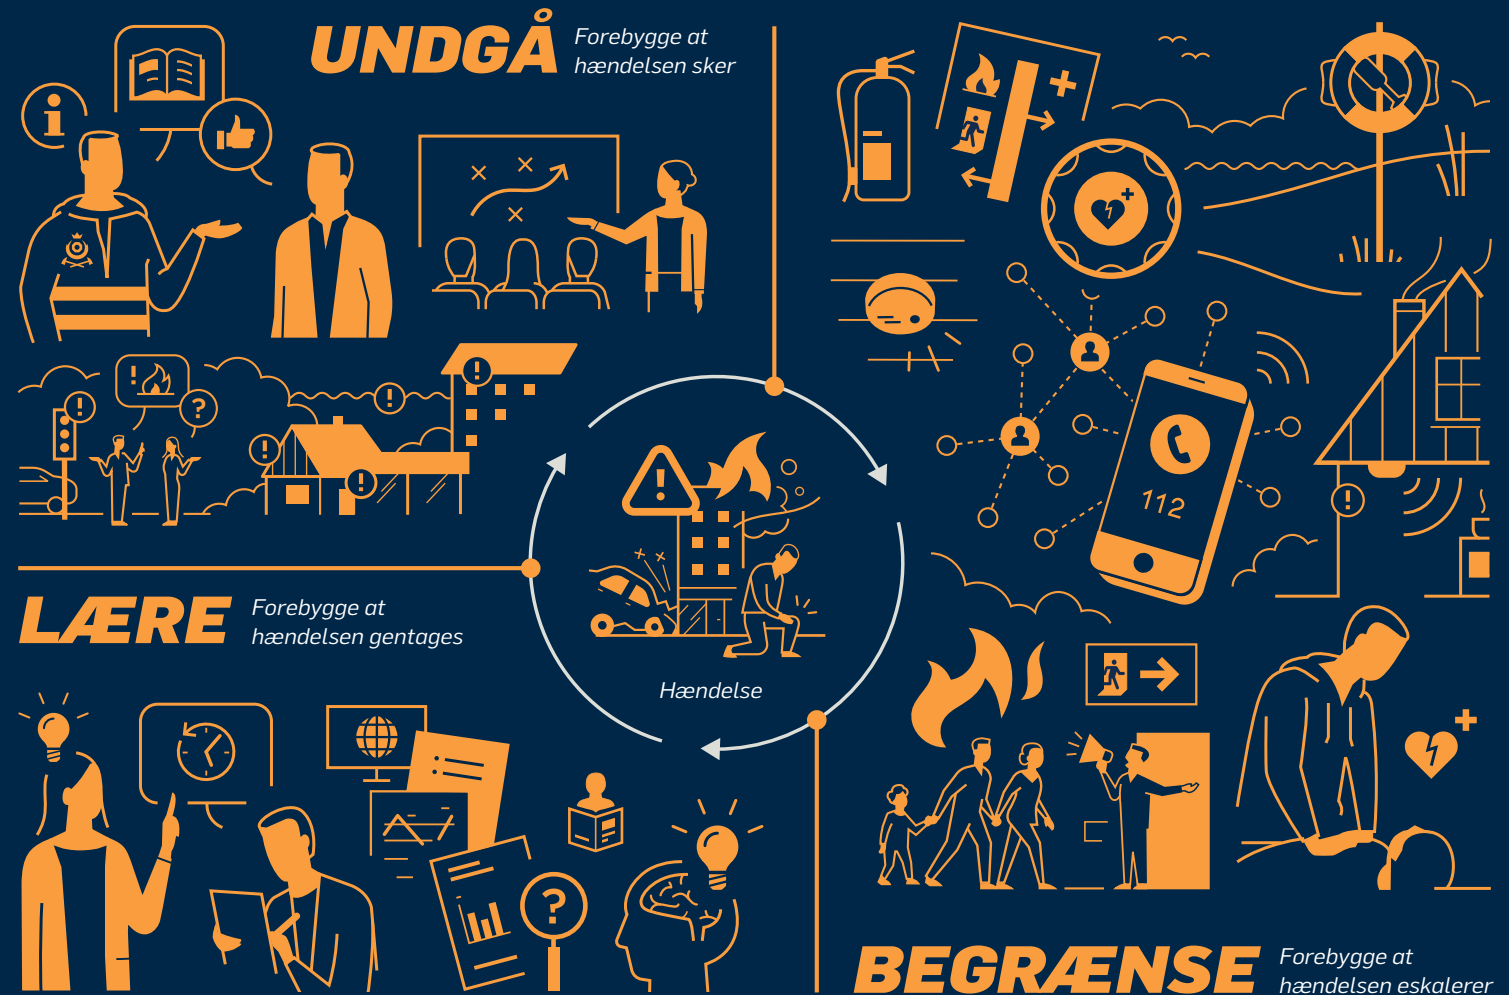 UNDGÅ
Forebygge at
hændelsen sker
112
LÆRE
Forebygge at
hændelsen gentages
Hændelse
BEGRÆNSE
Forebygge at
hændelsen eskalerer